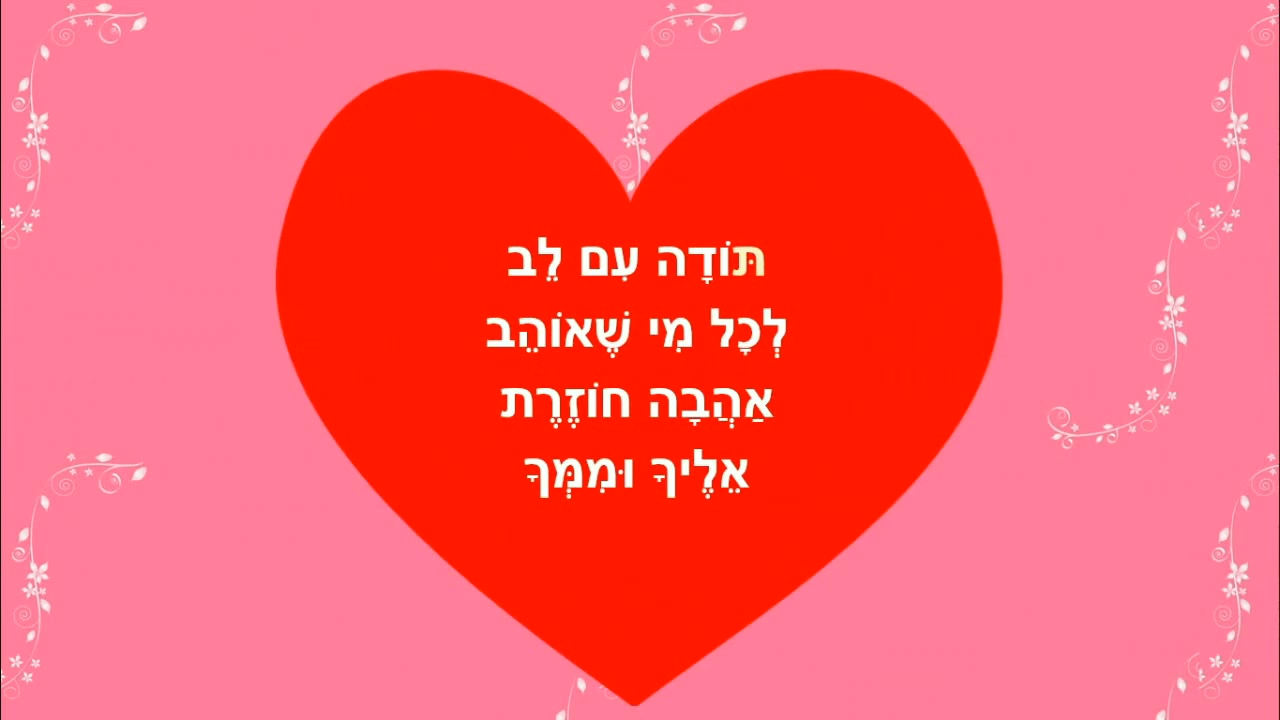 תּוֹדָה עִם לֵב
לְכָל מִי שֶׁאוֹהֵב
אַהֲבָה חוֹזֶרֶת
אֵלֶיךָ וּמִמְּךָ